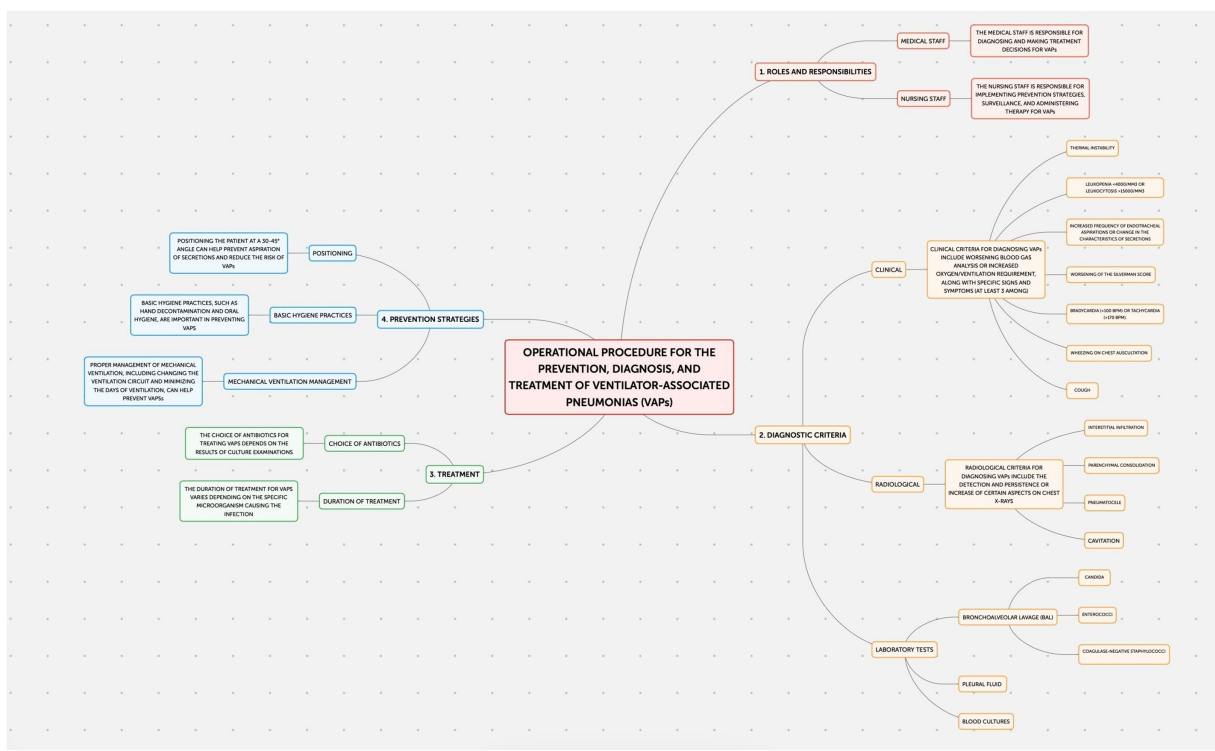 OPERATIONAL PROCEDURE FOR THE
PREVENTION, DIAGNOSIS, AND
TREATMENT OF VENTILATOR-ASSOCIATED
PNEUMONIAS (VAPs)
1. ROLES AND RESPONSIBILITIES
MEDICAL STAFF
THE MEDICAL STAFF IS RESPONSIBLE FOR
DIAGNOSING AND MAKING TREATMENT
DECISIONS FOR VAPs
NURSING STAFF
THE NURSING STAFF IS RESPONSIBLE FOR
IMPLEMENTING PREVENTION STRATEGIES,
SURVEILLANCE, AND ADMINISTERING
THERAPY FOR VAPs
2. DIAGNOSTIC CRITERIA
CLINICAL
CLINICAL CRITERIA FOR DIAGNOSING VAPs
INCLUDE WORSENING BLOOD GAS
ANALYSIS OR INCREASED
OXYGEN/VENTILATION REQUIREMENT,
ALONG WITH SPECIFIC SIGNS AND
SYMPTOMS (AT LEAST 3 AMONG)
THERMAL INSTABILITY
LEUKOPENIA <4000/MM3 OR
LEUKOCYTOSIS >15000/MM3
INCREASED FREQUENCY OF ENDOTRACHEAL
ASPIRATIONS OR CHANGE IN THE
CHARACTERISTICS OF SECRETIONS
WORSENING OF THE SILVERMAN SCORE
BRADYCARDIA (<100 BPM) OR TACHYCARDIA
(>170 BPM)
WHEEZING ON CHEST AUSCULTATION
COUGH
RADIOLOGICAL
RADIOLOGICAL CRITERIA FOR
DIAGNOSING VAPs INCLUDE THE
DETECTION AND PERSISTENCE OR
INCREASE OF CERTAIN ASPECTS ON CHEST
X-RAYS
INTERSTITIAL INFILTRATION
PARENCHYMAL CONSOLIDATION
PNEUMATOCELE
CAVITATION
LABORATORY TESTS
BRONCHOALVEOLAR LAVAGE (BAL)
CANDIDA
ENTEROCOCCI
COAGULASE-NEGATIVE STAPHYLOCOCCI
PLEURAL FLUID
BLOOD CULTURES
3. TREATMENT
CHOICE OF ANTIBIOTICS
THE CHOICE OF ANTIBIOTICS FOR
TREATING VAPS DEPENDS ON THE
RESULTS OF CULTURE EXAMINATIONS
DURATION OF TREATMENT
THE DURATION OF TREATMENT FOR VAPS
VARIES DEPENDING ON THE SPECIFIC
MICROORGANISM CAUSING THE
INFECTION
4. PREVENTION STRATEGIES
POSITIONING
POSITIONING THE PATIENT AT A 30-45°
ANGLE CAN HELP PREVENT ASPIRATION
OF SECRETIONS AND REDUCE THE RISK OF
VAPs
BASIC HYGIENE PRACTICES
BASIC HYGIENE PRACTICES, SUCH AS
HAND DECONTAMINATION AND ORAL
HYGIENE, ARE IMPORTANT IN PREVENTING
VAPS
MECHANICAL VENTILATION MANAGEMENT
PROPER MANAGEMENT OF MECHANICAL
VENTILATION, INCLUDING CHANGING THE
VENTILATION CIRCUIT AND MINIMIZING
THE DAYS OF VENTILATION, CAN HELP
PREVENT VAPSs